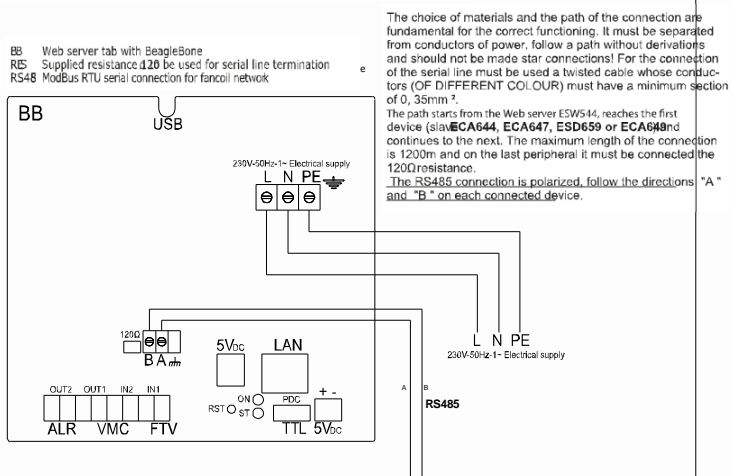 The choice of materials and the path of the connection are
fundamental for the correct functioning. It must be separated
from conductors of power, follow a path without derivations
and should not be made star connections! For the connection
of the serial line must be used a twisted cable whose conduc-
tors (OF DIFFERENT COLOUR) must have a minimum section
of 0, 35mm ².
The path starts from the Web server ESW544, reaches the first
device (slave ECA644, ECA647, ESD659 or ECA649) and
continues to the next. The maximum length of the connection
is 1200m and on the last peripheral it must be connected the
120Ω resistance.
The RS485 connection is polarized, follow the directions "A "
and "B " on each connected device.
BB Web server tab with BeagleBone
RES Supplied resistance 120 be used for serial line termination
e
RS48 ModBus RTU serial connection for fancoil network
BB
USB
230V-50Hz-1~ Electrical supply
L N PE
L N PE
230V-50Hz-1~ Electrical supply
120Ω
B A
5VDC
LAN
A B
RS485
OUT2 OUT1 IN2 IN1
ALR VMC FTV
ON
RST
ST
PDC
+ -
TTL 5VDC